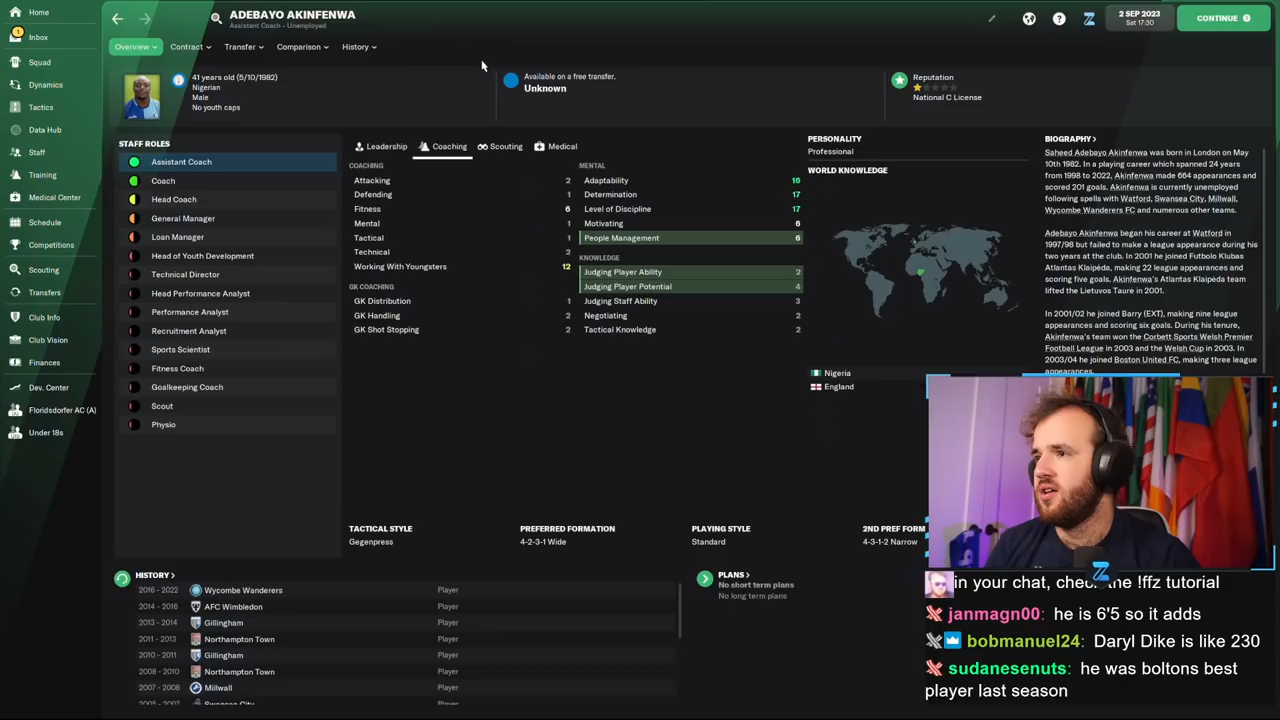 Home
Inbox
1
Squad
Dynamics
Tactics
Data Hub
Staff
Training
Medical Center
Schedule
Competitions
Scouting
Transfers
Club Info
Club Vision
Finances
Dev. Center
Floridsdorfer AC (A)
Under 18s
ADEBAYO AKINFENWA
Assistant Coach - Unemployed
2 SEP 2023
Sat 17:30
CONTINUE
Overview
Contract
Transfer
Comparison
History
41 years old (5/10/1982)
Nigerian
Male
No youth caps
Available on a free transfer.
Unknown
Reputation
National C License
STAFF ROLES
Assistant Coach
Coach
Head Coach
General Manager
Loan Manager
Head of Youth Development
Technical Director
Head Performance Analyst
Performance Analyst
Recruitment Analyst
Sports Scientist
Fitness Coach
Goalkeeping Coach
Scout
Physio
Leadership
Coaching
Scouting
Medical
COACHING
Attacking 2
Defending 1
Fitness 6
Mental 1
Tactical 1
Technical 2
Working With Youngsters 12
GK COACHING
GK Distribution 1
GK Handling 2
GK Shot Stopping 2
MENTAL
Adaptability 16
Determination 17
Level of Discipline 17
Motivating 6
People Management 6
KNOWLEDGE
Judging Player Ability 2
Judging Player Potential 4
Judging Staff Ability 3
Negotiating 2
Tactical Knowledge 2
PERSONALITY
Professional
WORLD KNOWLEDGE
Nigeria
England
BIOGRAPHY
Saheed Adebayo Akinfenwa was born in London on May
10th 1982. In a playing career which spanned 24 years
from 1998 to 2022, Akinfenwa made 664 appearances and
scored 201 goals. Akinfenwa is currently unemployed
following spells with Watford, Swansea City, Millwall,
Wycombe Wanderers FC and numerous other teams.
Adebayo Akinfenwa began his career at Watford in
1997/98 but failed to make a league appearance during his
two years at the club. In 2001 he joined Futbolo Klubas
Atlantas Klaipėda, making 22 league appearances and
scoring five goals. Akinfenwa's Atlantas Klaipėda team
lifted the Lietuvos Taurė in 2001.
In 2001/02 he joined Barry (EXT), making nine league
appearances and scoring six goals. During his tenure,
Akinfenwa's team won the Corbett Sports Welsh Premier
Football League in 2003 and the Welsh Cup in 2003. In
2003/04 he joined Boston United FC, making three league
appearances.
TACTICAL STYLE
Gegenpress
PREFERRED FORMATION
4-2-3-1 Wide
PLAYING STYLE
Standard
2ND PREF FORM
4-3-1-2 Narrow
HISTORY
2016 - 2022 Wycombe Wanderers Player
2014 - 2016 AFC Wimbledon Player
2013 - 2014 Gillingham Player
2011 - 2013 Northampton Town Player
2010 - 2011 Gillingham Player
2008 - 2010 Northampton Town Player
2007 - 2008 Millwall Player
2005 - 2007 Swansea City Player
PLANS
No short term plans
No long term plans
in your chat, check the !ffz tutorial
janmagn00: he is 6'5 so it adds
bobmanuel24: Daryl Dike is like 230
sudanesenuts: he was boltons best
player last season